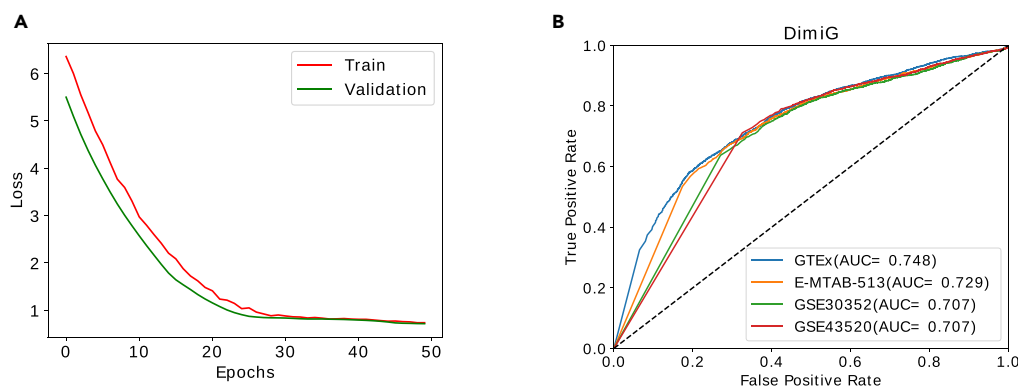 A
Train
Validation
6
5
4
3
2
1
Loss
0 10 20 30 40 50
Epochs
B
DimiG
1.0
0.8
0.6
0.4
0.2
0.0
True Positive Rate
GTEx(AUC= 0.748)
E-MTAB-513(AUC= 0.729)
GSE30352(AUC= 0.707)
GSE43520(AUC= 0.707)
0.0 0.2 0.4 0.6 0.8 1.0
False Positive Rate